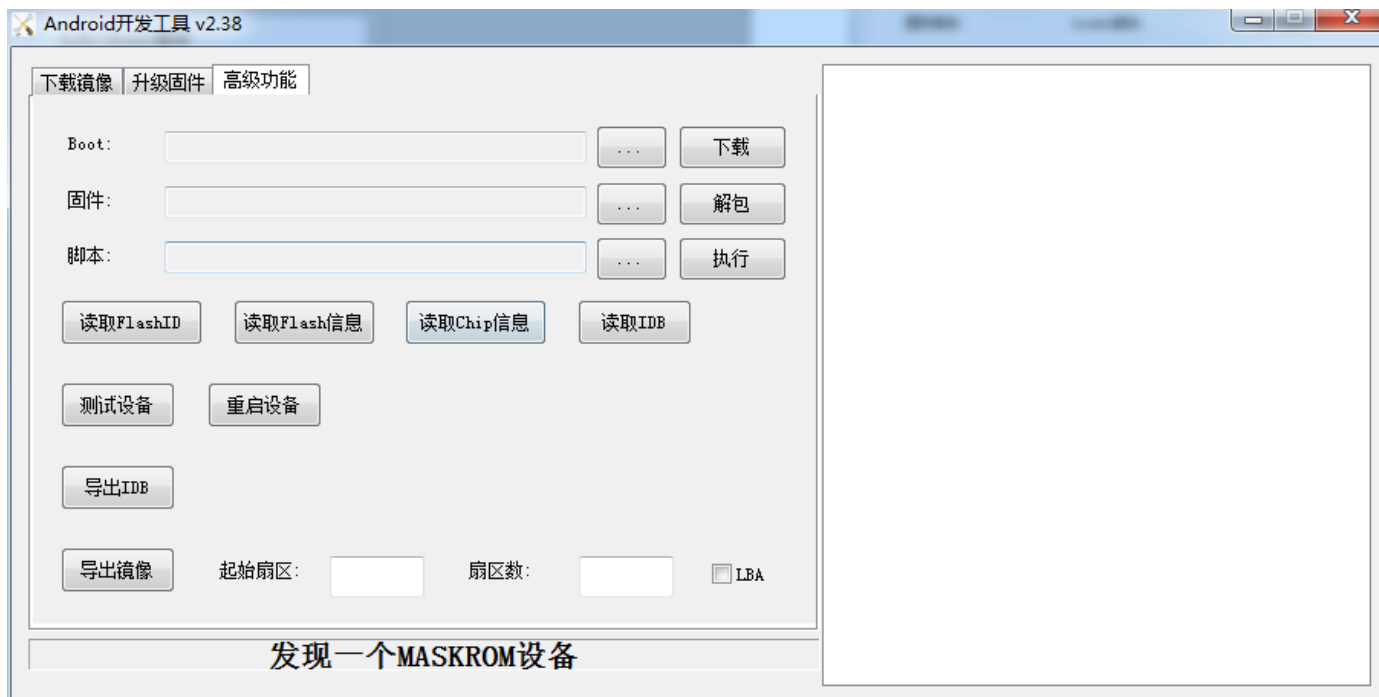 Android开发工具 v2.38
下载镜像 升级固件 高级功能
Boot: ... 下载
固件: ... 解包
脚本: ... 执行
读取FlashID 读取Flash信息 读取Chip信息 读取IDB
测试设备 重启设备
导出IDB
导出镜像 起始扇区: 扇区数: LBA
发现一个MASKROM设备